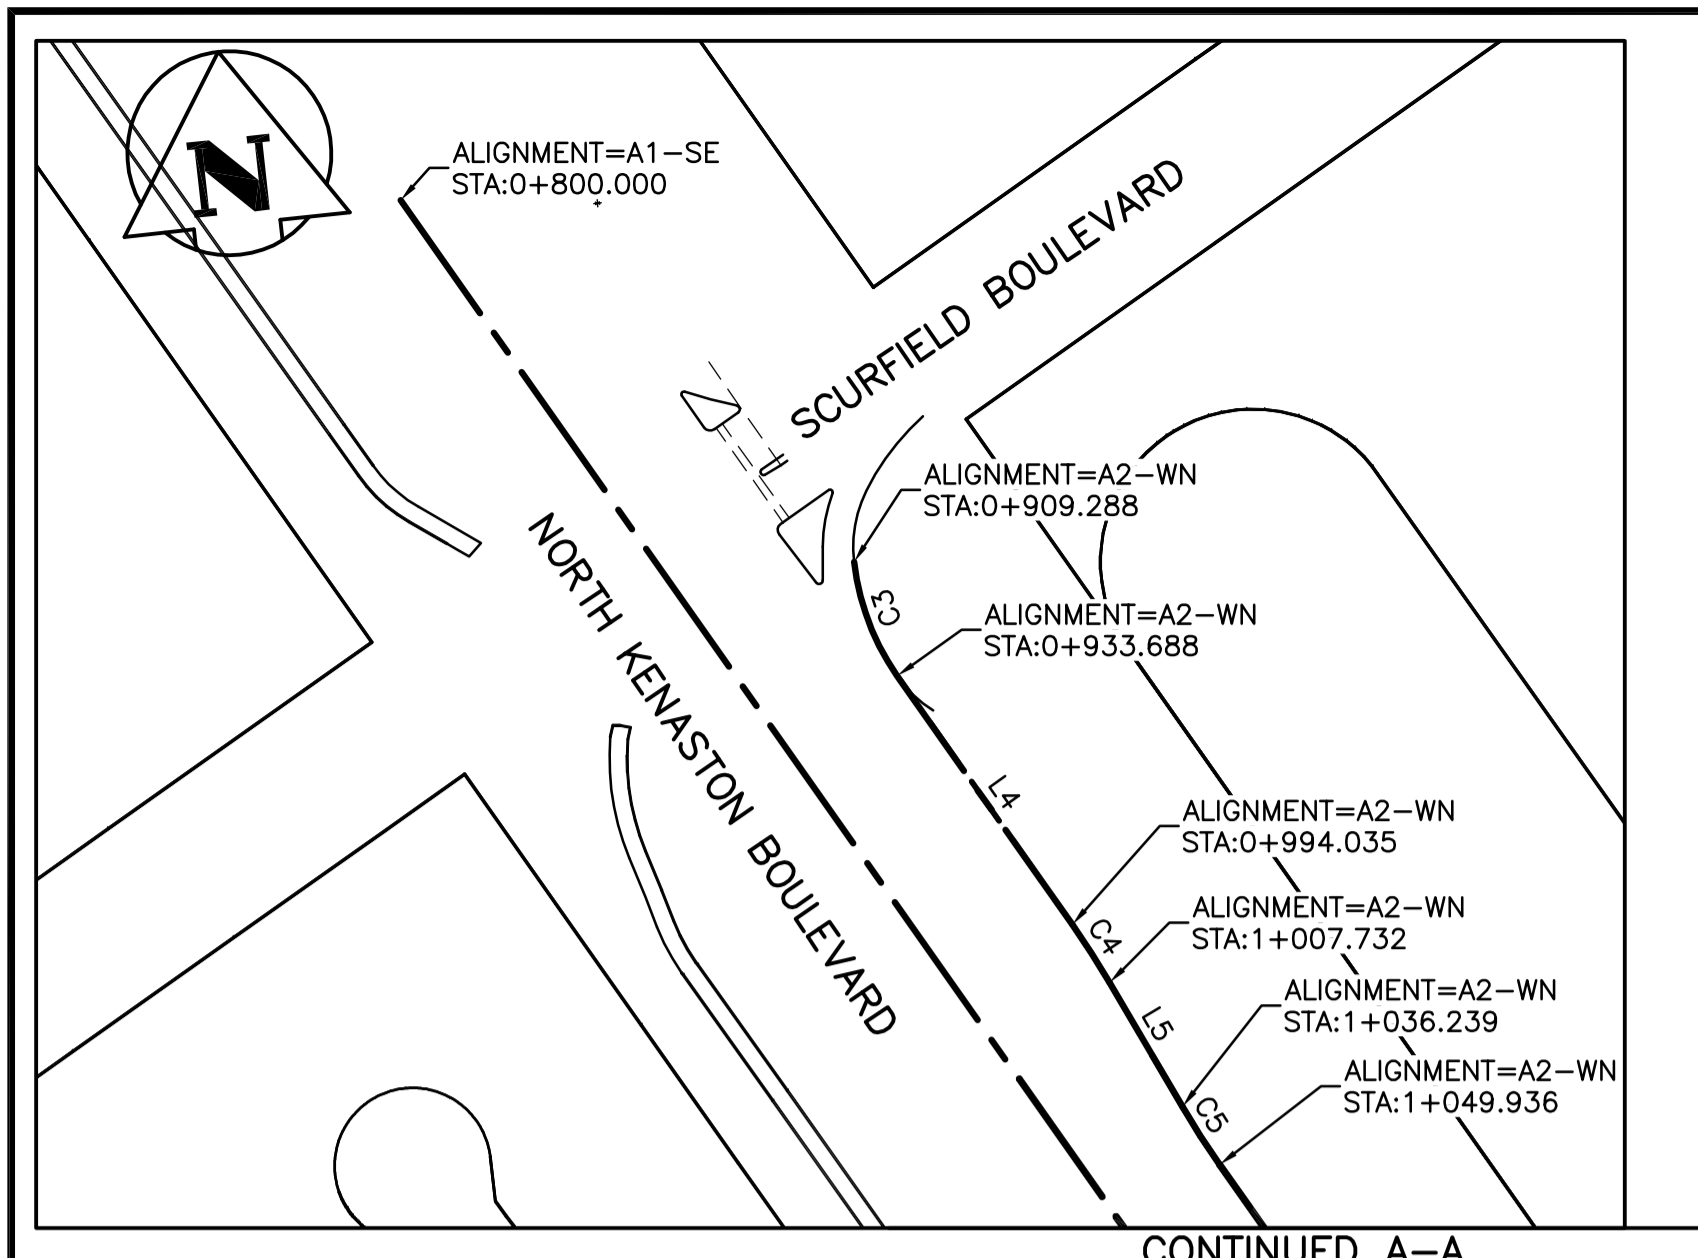 N
ALIGNMENT=A1-SE
STA:0+800.000
SCURFIELD BOULEVARD
ALIGNMENT=A2-WN
STA:0+909.288
C3
ALIGNMENT=A2-WN
STA:0+933.688
NORTH KENASTON BOULEVARD
L4
ALIGNMENT=A2-WN
STA:0+994.035
C4
ALIGNMENT=A2-WN
STA:1+007.732
L5
ALIGNMENT=A2-WN
STA:1+036.239
C5
ALIGNMENT=A2-WN
STA:1+049.936
CONTINUED A-A